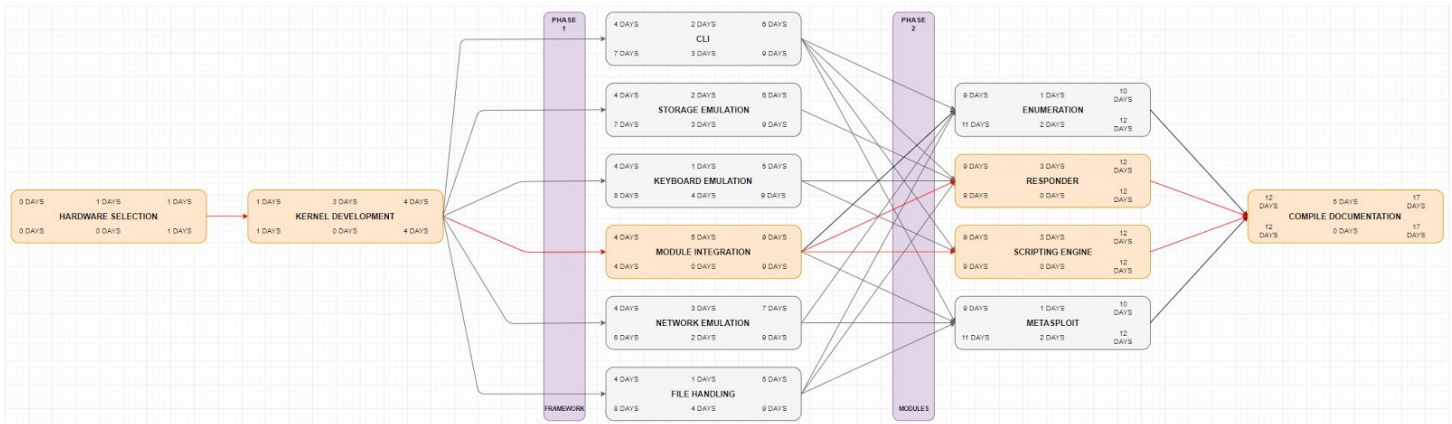 0 DAYS 1 DAYS 1 DAYS
HARDWARE SELECTION
0 DAYS 0 DAYS 1 DAYS
1 DAYS 3 DAYS 4 DAYS
KERNEL DEVELOPMENT
1 DAYS 0 DAYS 4 DAYS
PHASE
1
FRAMEWORK
4 DAYS 2 DAYS 6 DAYS
CLI
7 DAYS 3 DAYS 9 DAYS
4 DAYS 2 DAYS 6 DAYS
STORAGE EMULATION
7 DAYS 3 DAYS 9 DAYS
4 DAYS 1 DAYS 5 DAYS
KEYBOARD EMULATION
8 DAYS 4 DAYS 9 DAYS
4 DAYS 5 DAYS 9 DAYS
MODULE INTEGRATION
4 DAYS 0 DAYS 9 DAYS
4 DAYS 3 DAYS 7 DAYS
NETWORK EMULATION
6 DAYS 2 DAYS 9 DAYS
4 DAYS 1 DAYS 5 DAYS
FILE HANDLING
8 DAYS 4 DAYS 9 DAYS
PHASE
2
MODULES
9 DAYS 1 DAYS 10
DAYS
ENUMERATION
11 DAYS 2 DAYS 12
DAYS
9 DAYS 3 DAYS 12
DAYS
RESPONDER
9 DAYS 0 DAYS 12
DAYS
9 DAYS 3 DAYS 12
DAYS
SCRIPTING ENGINE
9 DAYS 0 DAYS 12
DAYS
9 DAYS 1 DAYS 10
DAYS
METASPLOIT
11 DAYS 2 DAYS 12
DAYS
12
DAYS 5 DAYS 17
DAYS
COMPILE DOCUMENTATION
12
DAYS 0 DAYS 17
DAYS